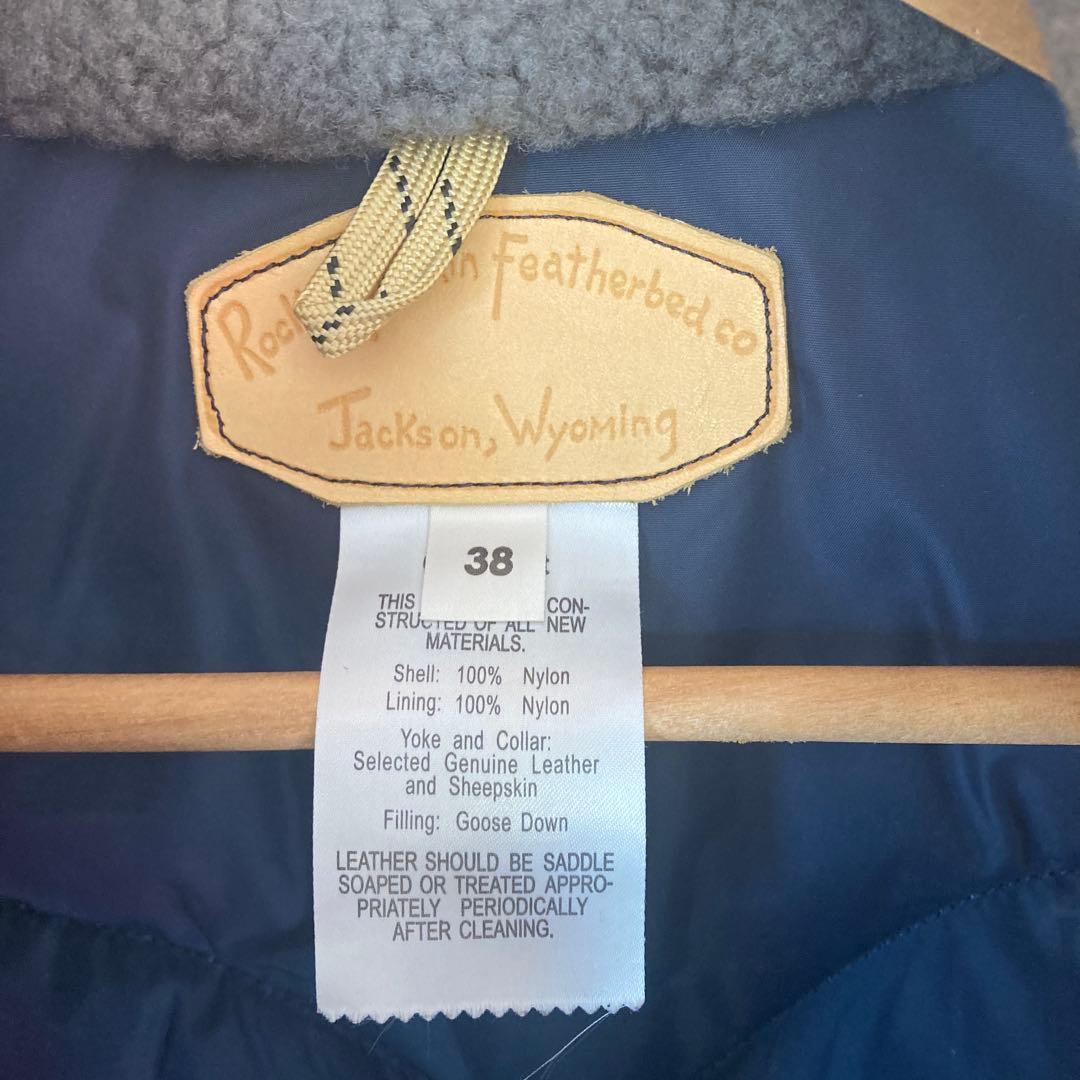 Featherbed co
Jackson, Wyoming
38
THIS CON-
STRUCTED OF ALL NEW
MATERIALS.
Shell: 100% Nylon
Lining: 100% Nylon
Yoke and Collar:
Selected Genuine Leather
and Sheepskin
Filling: Goose Down
LEATHER SHOULD BE SADDLE
SOAPED OR TREATED APPRO-
PRIATELY PERIODICALLY
AFTER CLEANING.